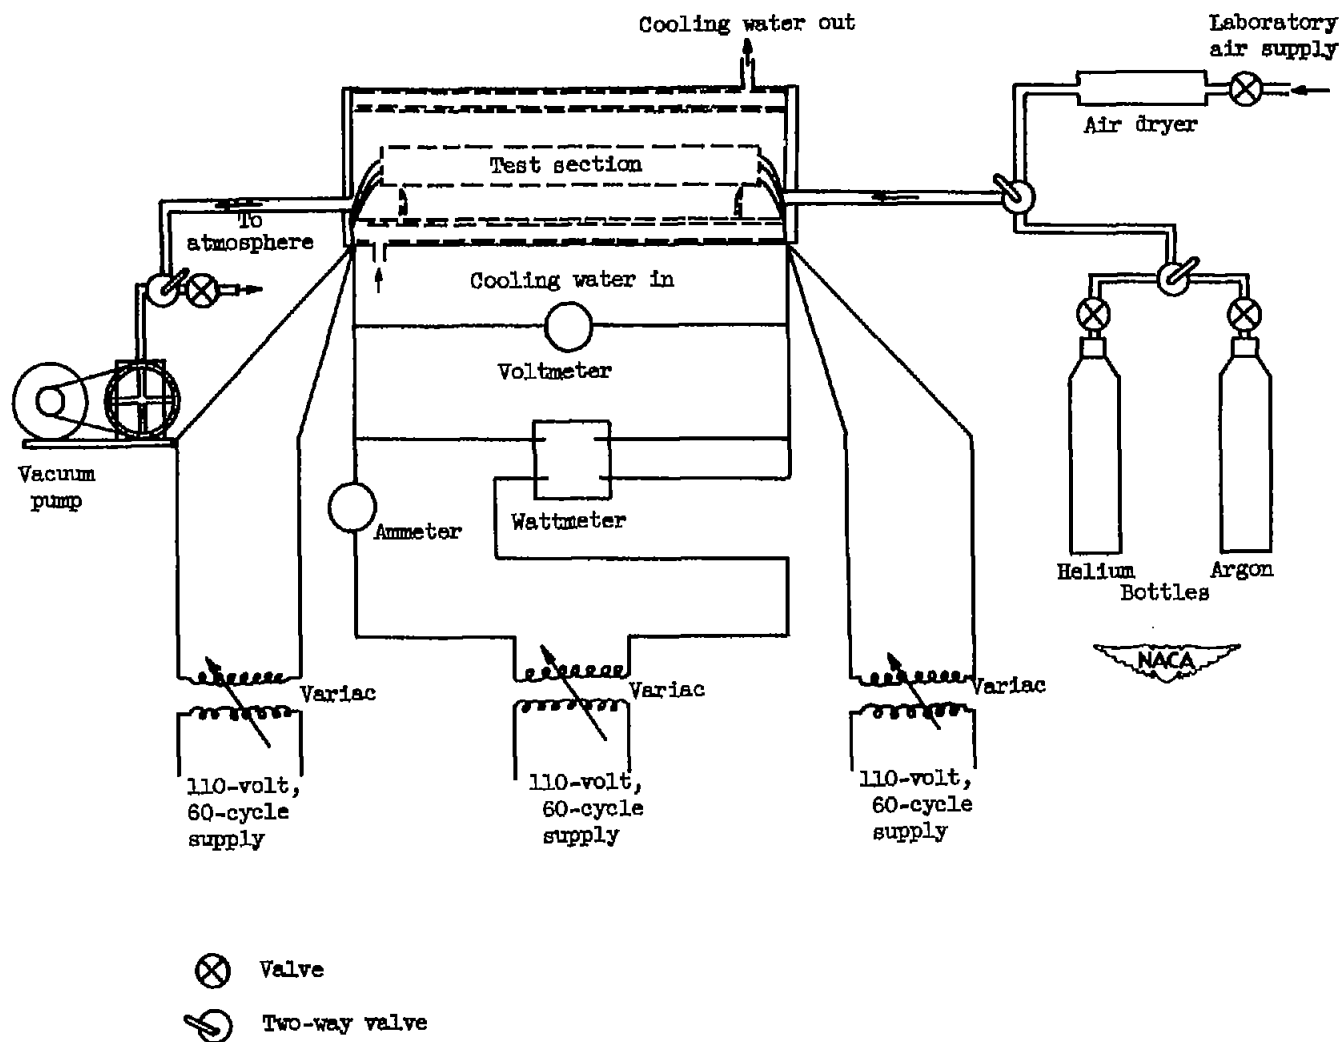 Cooling water out
Laboratory
air supply
Air dryer
Test section
To
atmosphere
Cooling water in
Voltmeter
Vacuum
pump
Ammeter
Wattmeter
Helium
Argon
Bottles
NACA
Variac
Variac
Variac
110-volt,
60-cycle
supply
110-volt,
60-cycle
supply
110-volt,
60-cycle
supply
Valve
Two-way valve